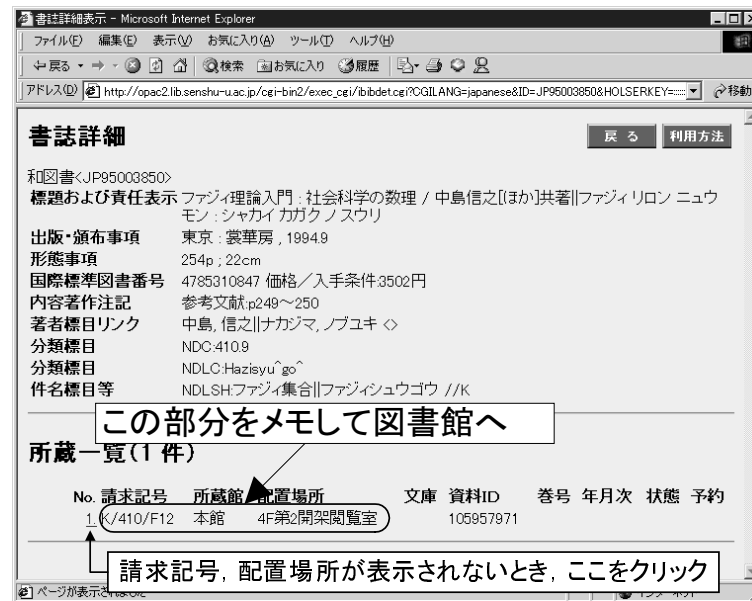 書誌詳細表示 - Microsoft Internet Explorer
ファイル(F) 編集(E) 表示(V) お気に入り(A) ツール(T) ヘルプ(H)
戻る 検索 お気に入り 履歴
アドレス(D) http://opac2.lib.senshu-u.ac.jp/cgi-bin2/exec_cgi/ibibdet.cgi?CGILANG=japanese&ID=JP95003850&HOLSERKEY= 移動
書誌詳細 戻る 利用方法
和図書<JP95003850>
標題および責任表示 ファジィ理論入門 : 社会科学の数理 / 中島信之[(ほか]共著||ファジィ リロン ニュウ
モン : シャカイ カガク ノ スウリ
出版・頒布事項 東京 : 裳華房 , 1994.9
形態事項 254p ; 22cm
国際標準図書番号 4785310847 価格/入手条件:3502円
内容著作注記 参考文献:p249~250
著者標目リンク 中島, 信之||ナカジマ, ノブユキ <>
分類標目 NDC:410.9
分類標目 NDLC:Hazisyu^go^
件名標目等 NDLSH:ファジィ集合||ファジィシュウゴウ //K
この部分をメモして図書館へ
所蔵一覧(1 件)
No. 請求記号 所蔵館 配置場所 文庫 資料ID 巻号 年月次 状態 予約
1. K/410/F12 本館 4F第2開架閲覧室 105957971
請求記号, 配置場所が表示されないとき, ここをクリック
ページが表示されました